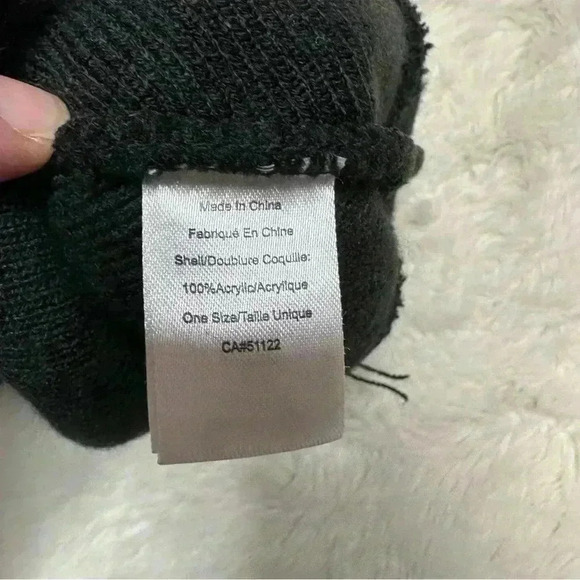 Made in China
Fabriqué En Chine
Shell/Doublure Coquille:
100%Acrylic/Acrylique
One Size/Taille Unique
CA#51122